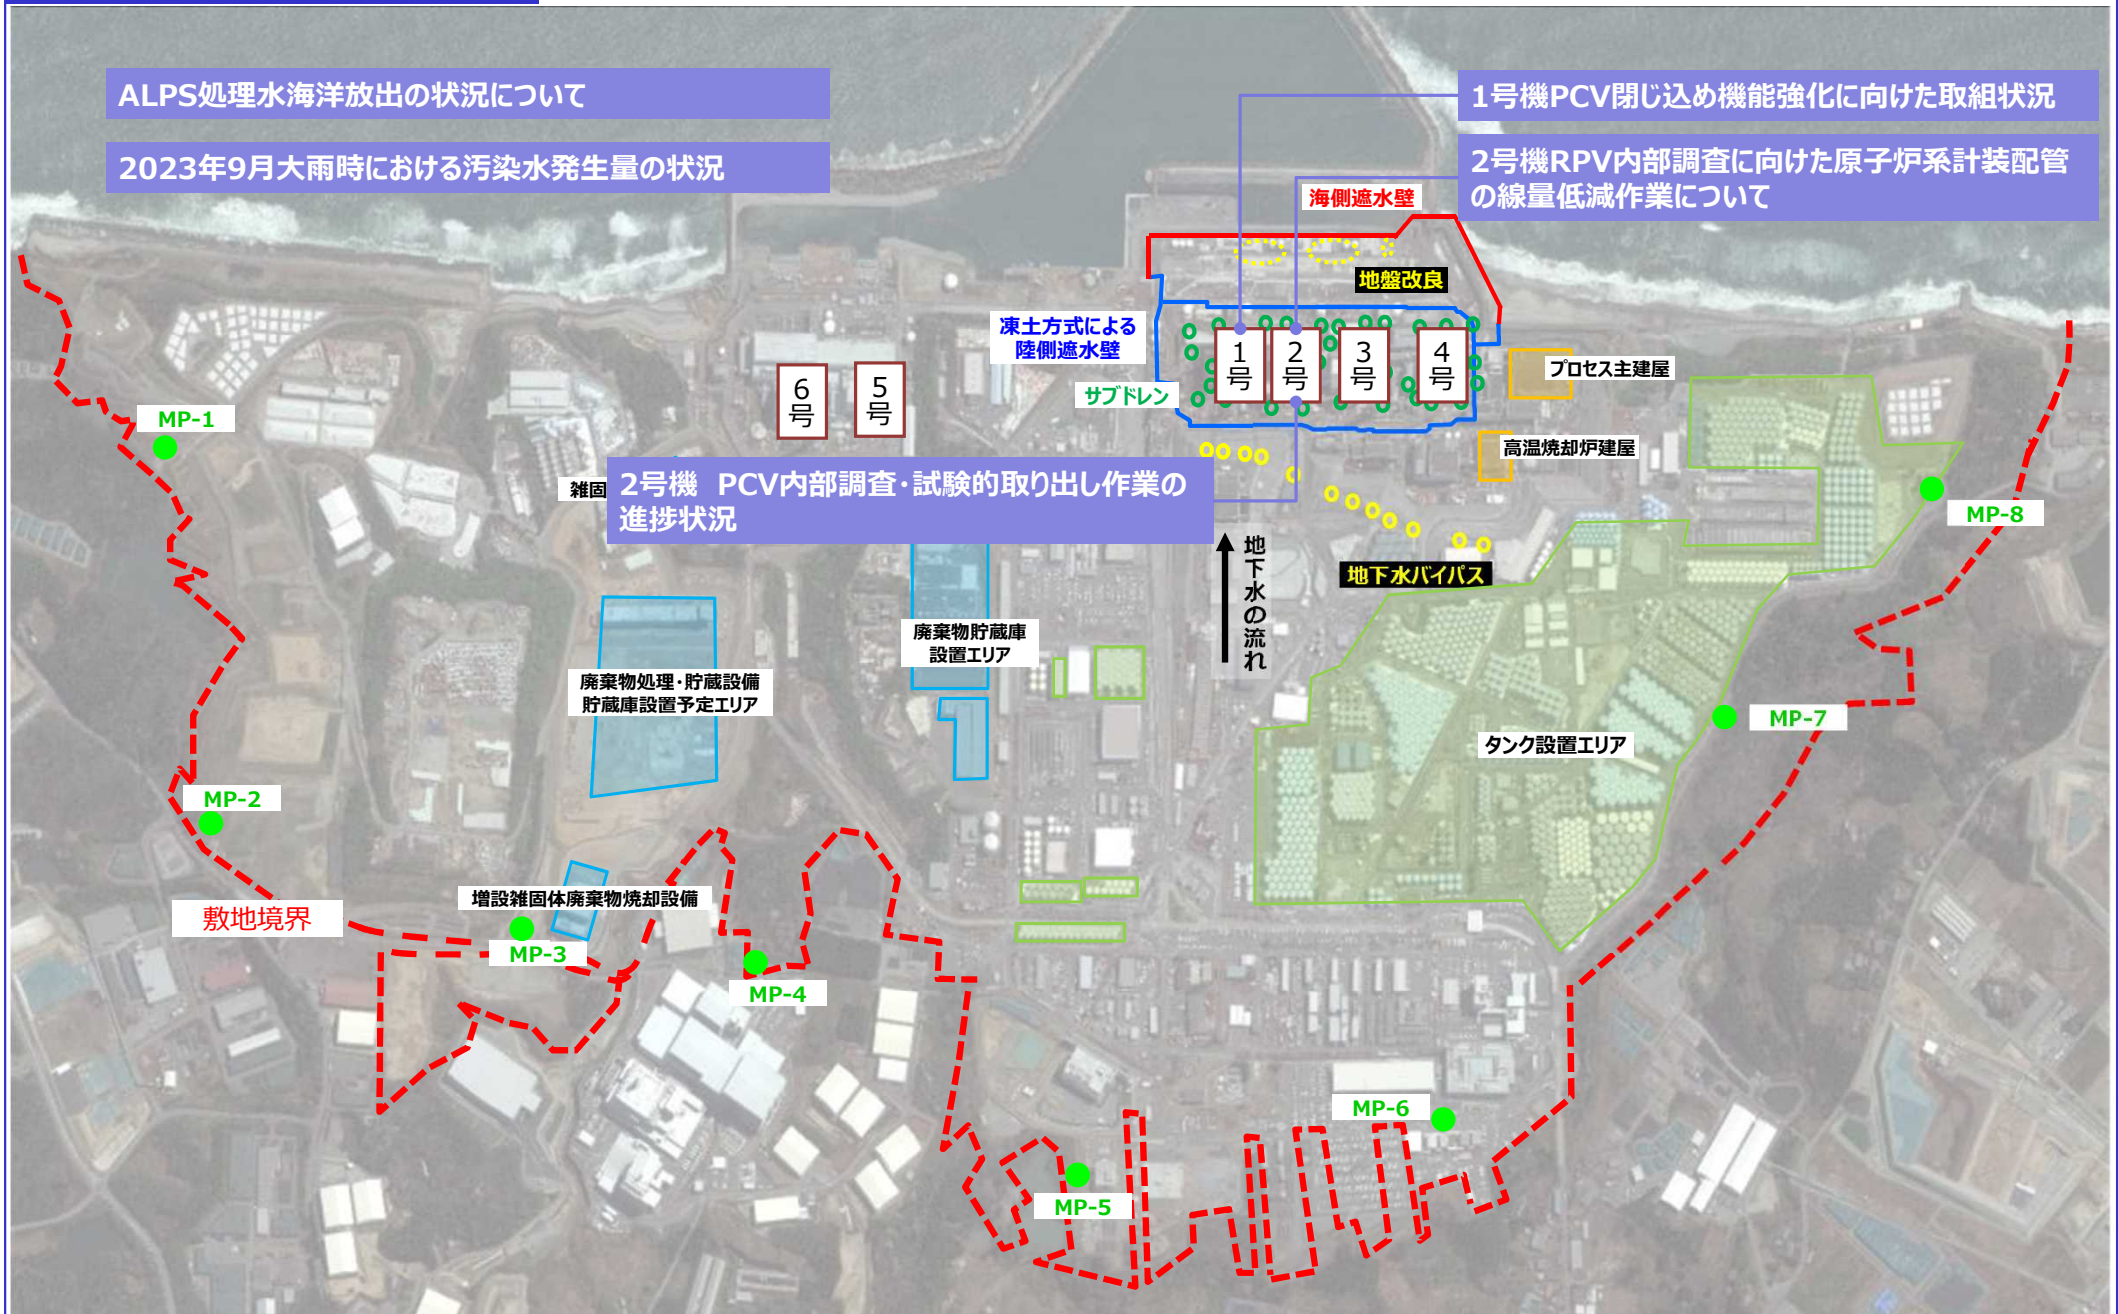 ALPS処理水海洋放出の状況について
2023年9月大雨時における汚染水発生量の状況
1号機PCV閉じ込め機能強化に向けた取組状況
2号機RPV内部調査に向けた原子炉系計装配管
の線量低減作業について
海側遮水壁
地盤改良
凍土方式による
陸側遮水壁
サブドレン
1号
2号
3号
4号
6号
5号
プロセス主建屋
高温焼却炉建屋
MP-1
雑固
2号機 PCV内部調査・試験的取り出し作業の
進捗状況
MP-8
地下水の流れ
地下水バイパス
廃棄物貯蔵庫
設置エリア
廃棄物処理・貯蔵設備
貯蔵庫設置予定エリア
MP-7
タンク設置エリア
MP-2
増設雑固体廃棄物焼却設備
敷地境界
MP-3
MP-4
MP-6
MP-5